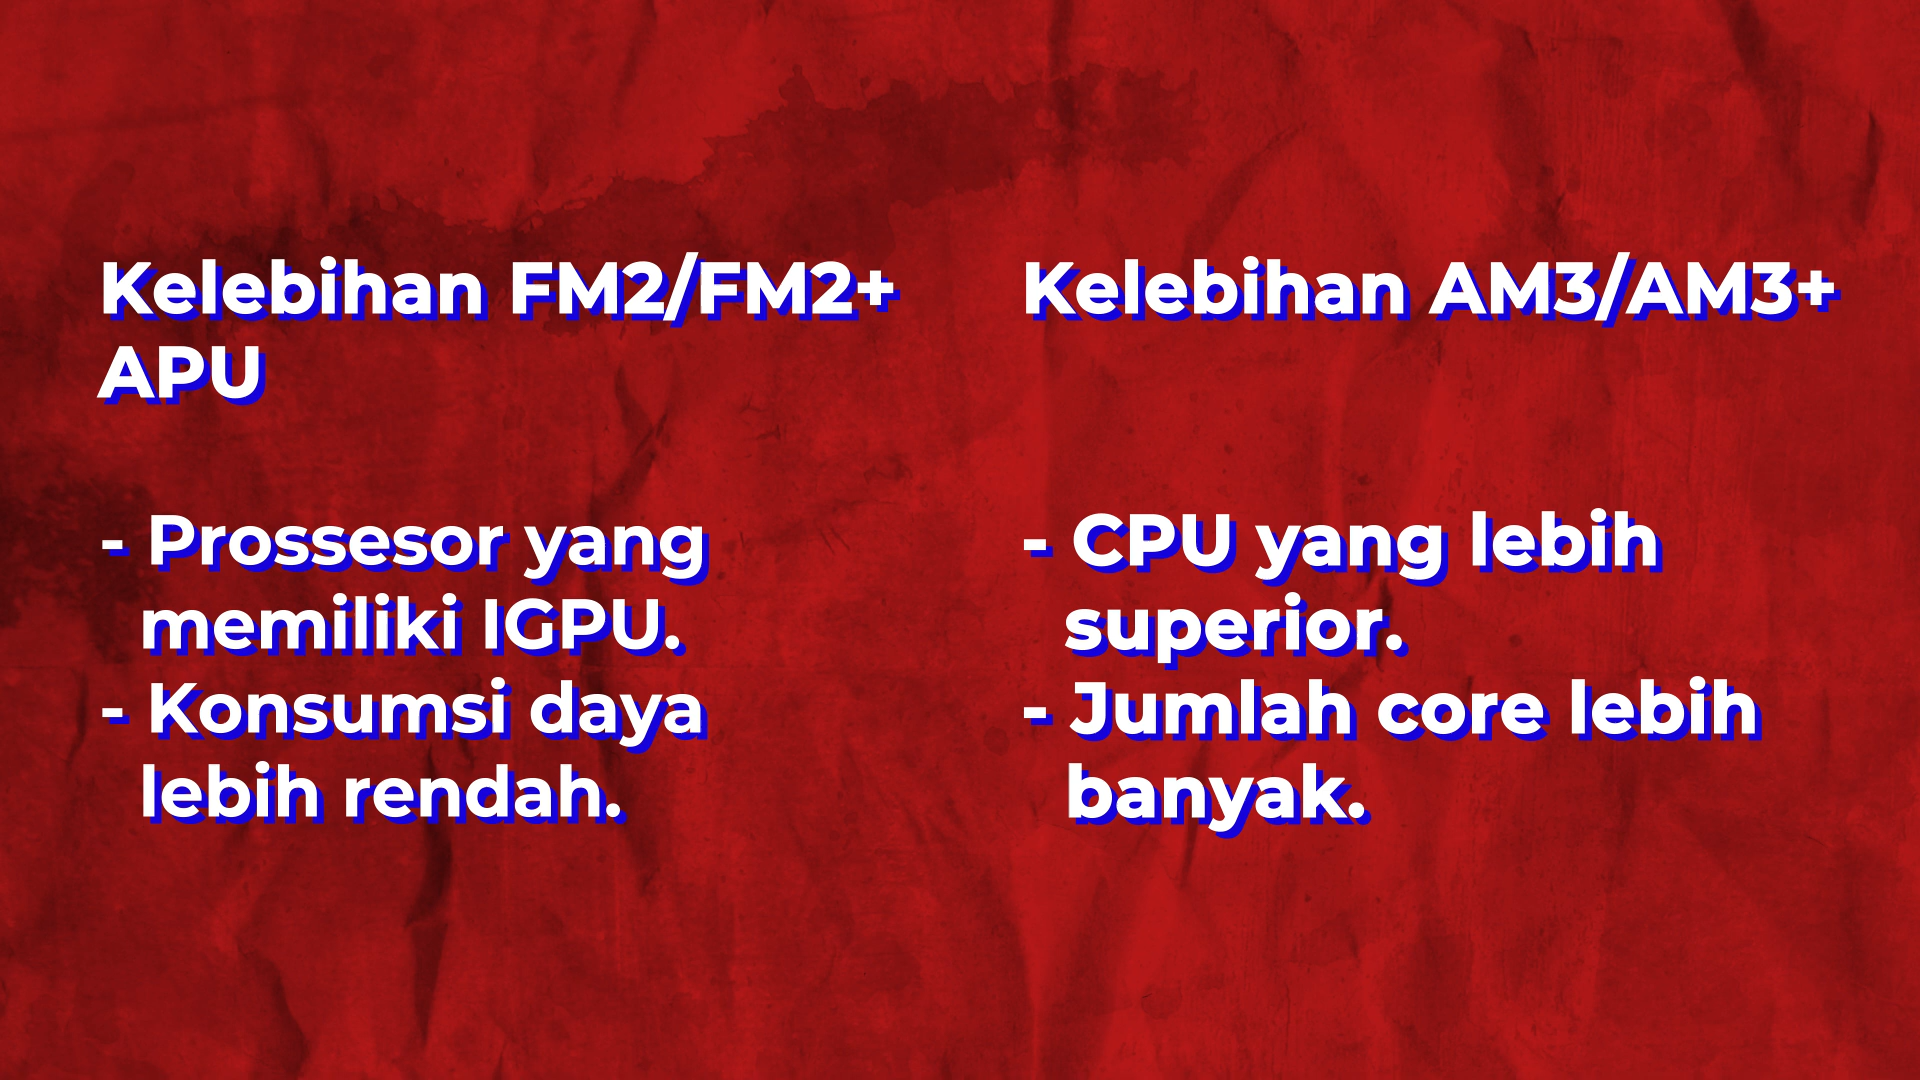 Kelebihan FM2/FM2+
APU
- Prossesor yang
memiliki IGPU.
- Konsumsi daya
lebih rendah.
Kelebihan AM3/AM3+
- CPU yang lebih
superior.
- Jumlah core lebih
banyak.